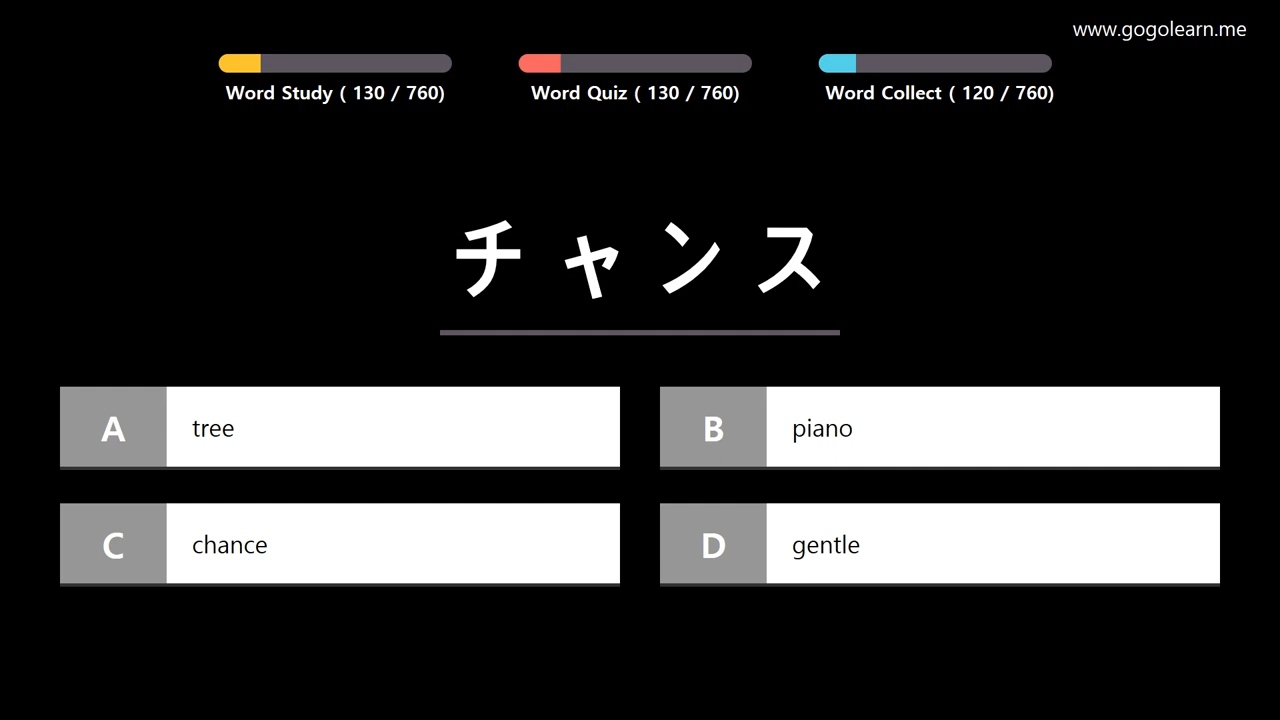 www.gogolearn.me
Word Study ( 130 / 760)
Word Quiz ( 130 / 760)
Word Collect ( 120 / 760)
チャンス
A tree
B piano
C chance
D gentle